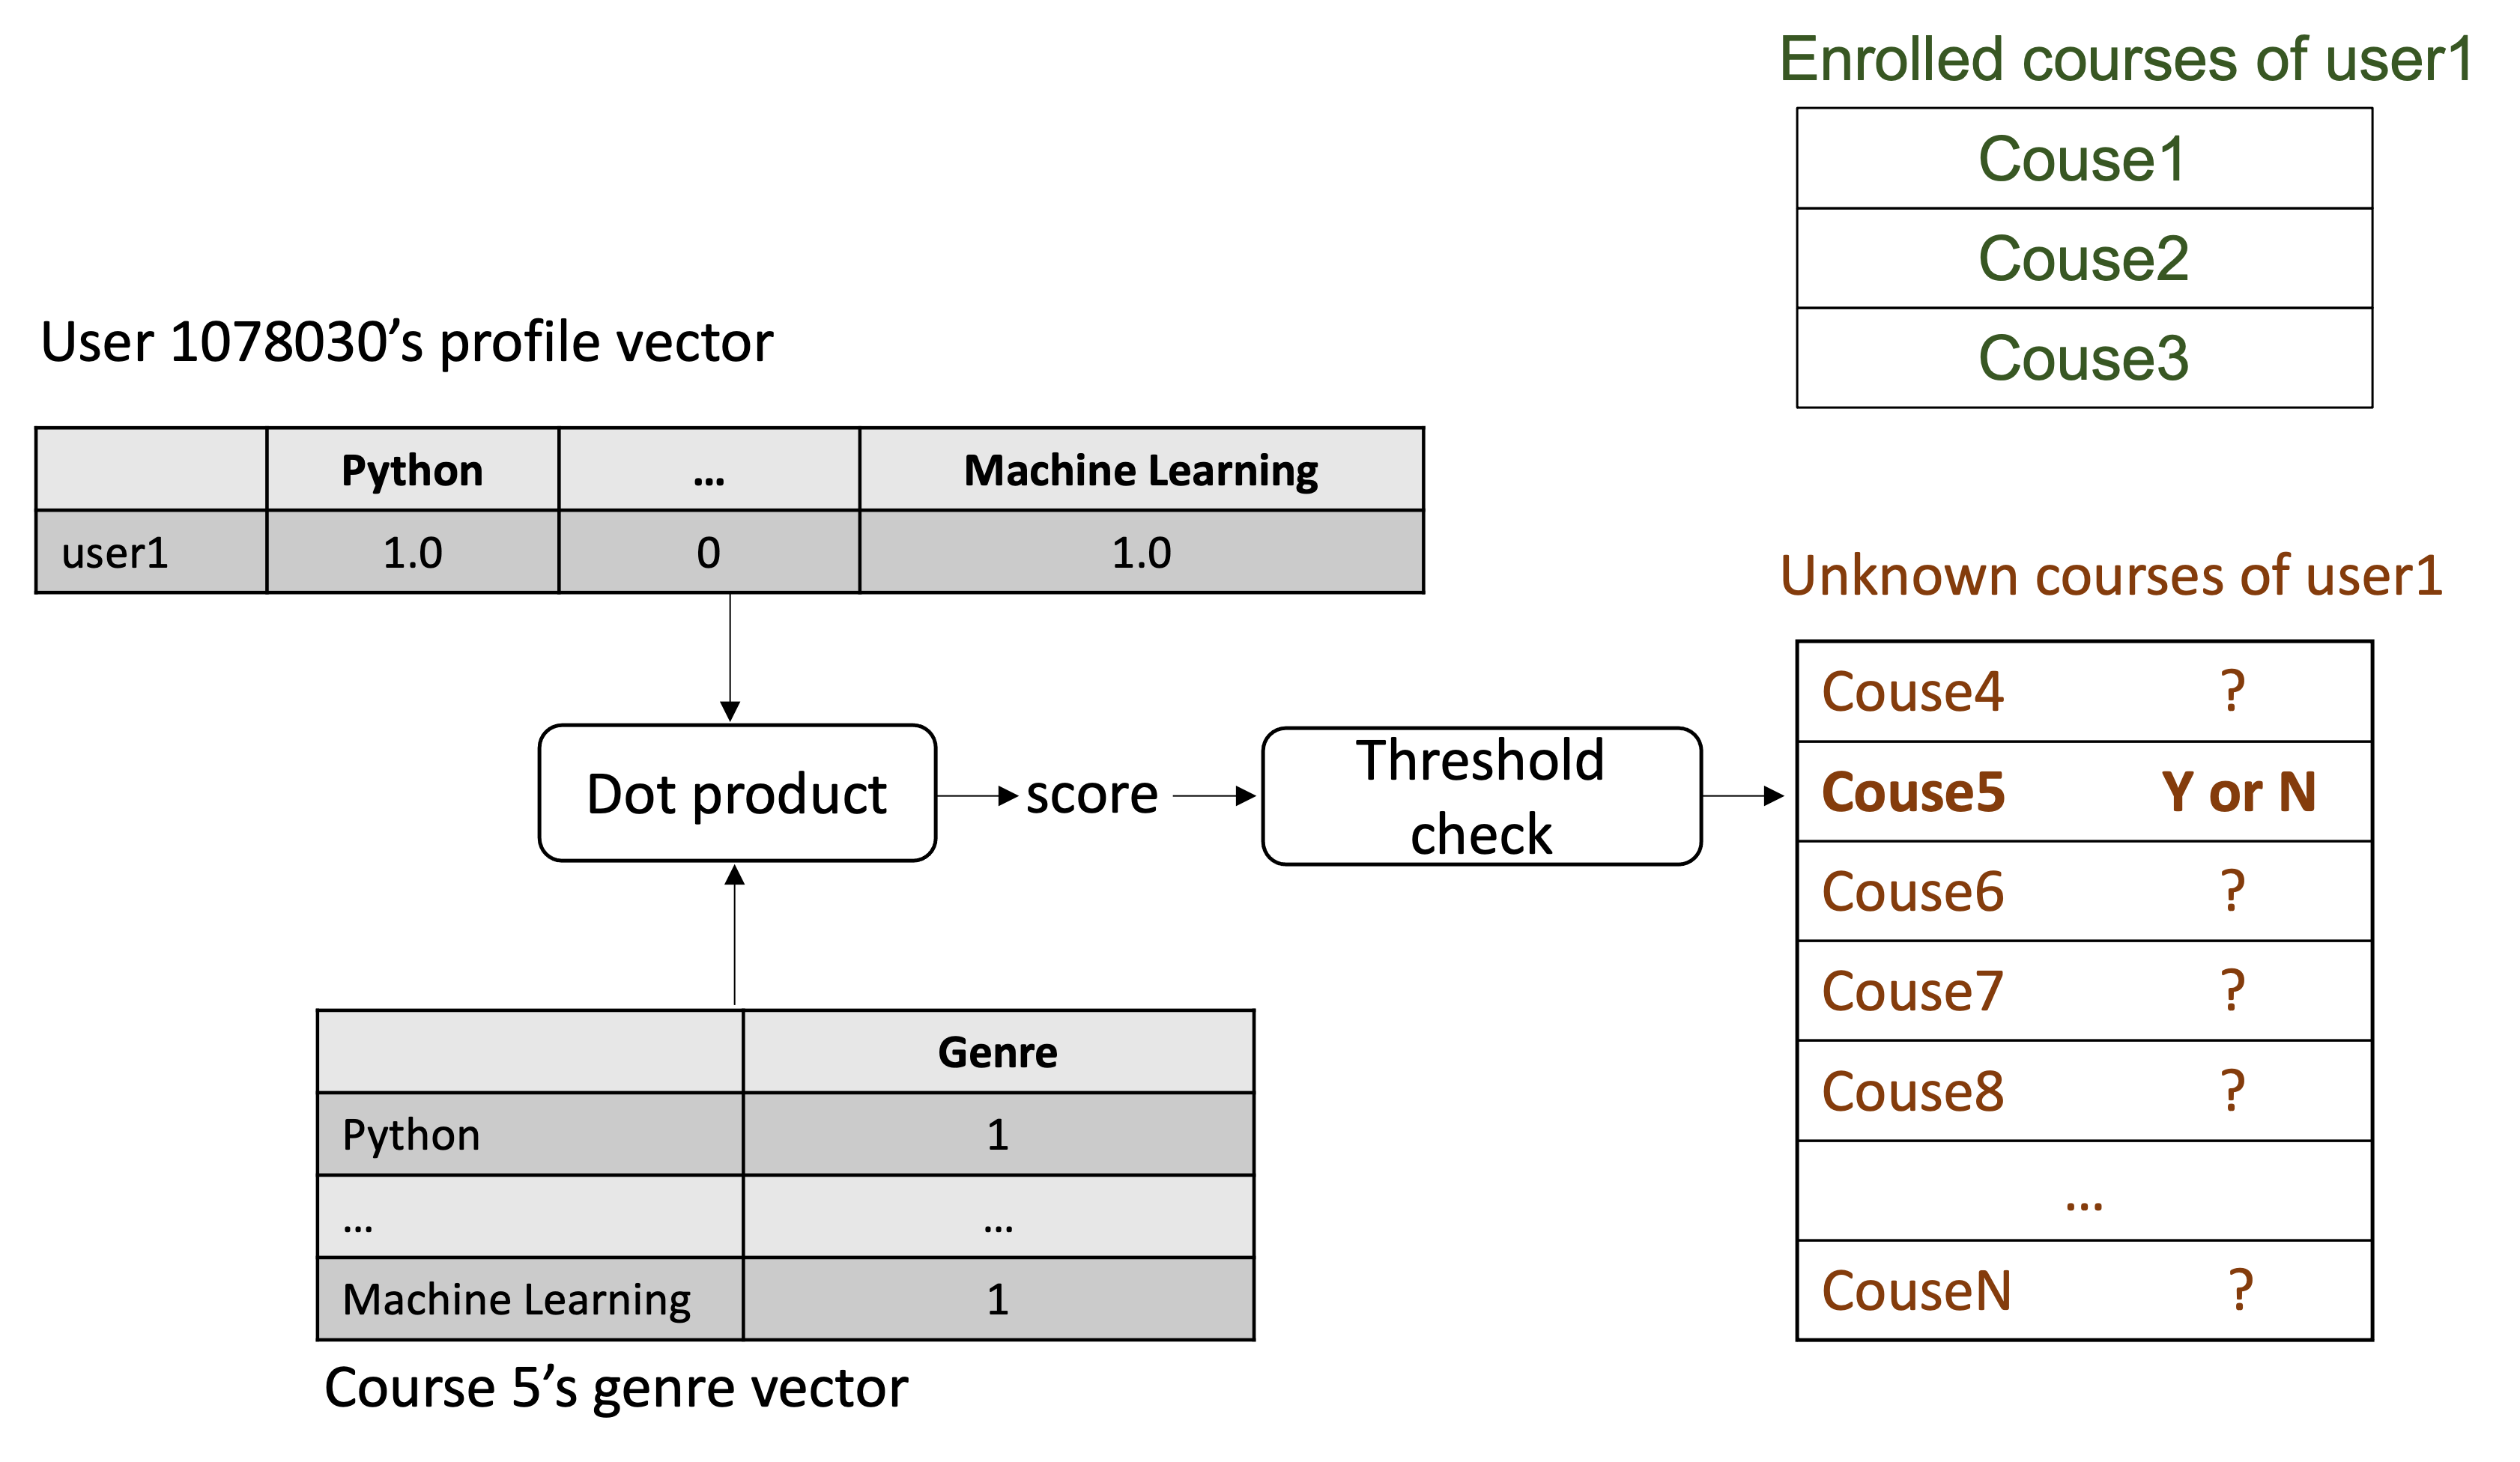 Enrolled courses of user1
Couse1
Couse2
Couse3
User 1078030’s profile vector
Python ... Machine Learning
user1 1.0 0 1.0
Unknown courses of user1
Couse4 ?
Couse5 Y or N
Couse6 ?
Couse7 ?
Couse8 ?
...
CouseN ?
Dot product
score
Threshold
check
Genre
Python 1
... ...
Machine Learning 1
Course 5’s genre vector